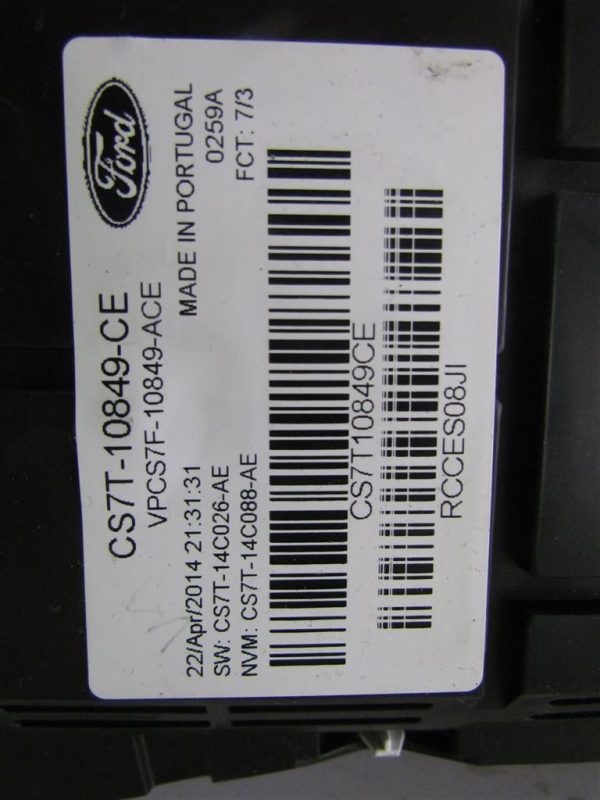 Ford
CS7T-10849-CE
VPCS7F-10849-ACE
MADE IN PORTUGAL
22/Apr/2014 21:31:31
0259A
SW: CS7T-14C026-AE
FCT: 7/3
NVM: CS7T-14C088-AE
CS7T10849CE
RCCES08JI